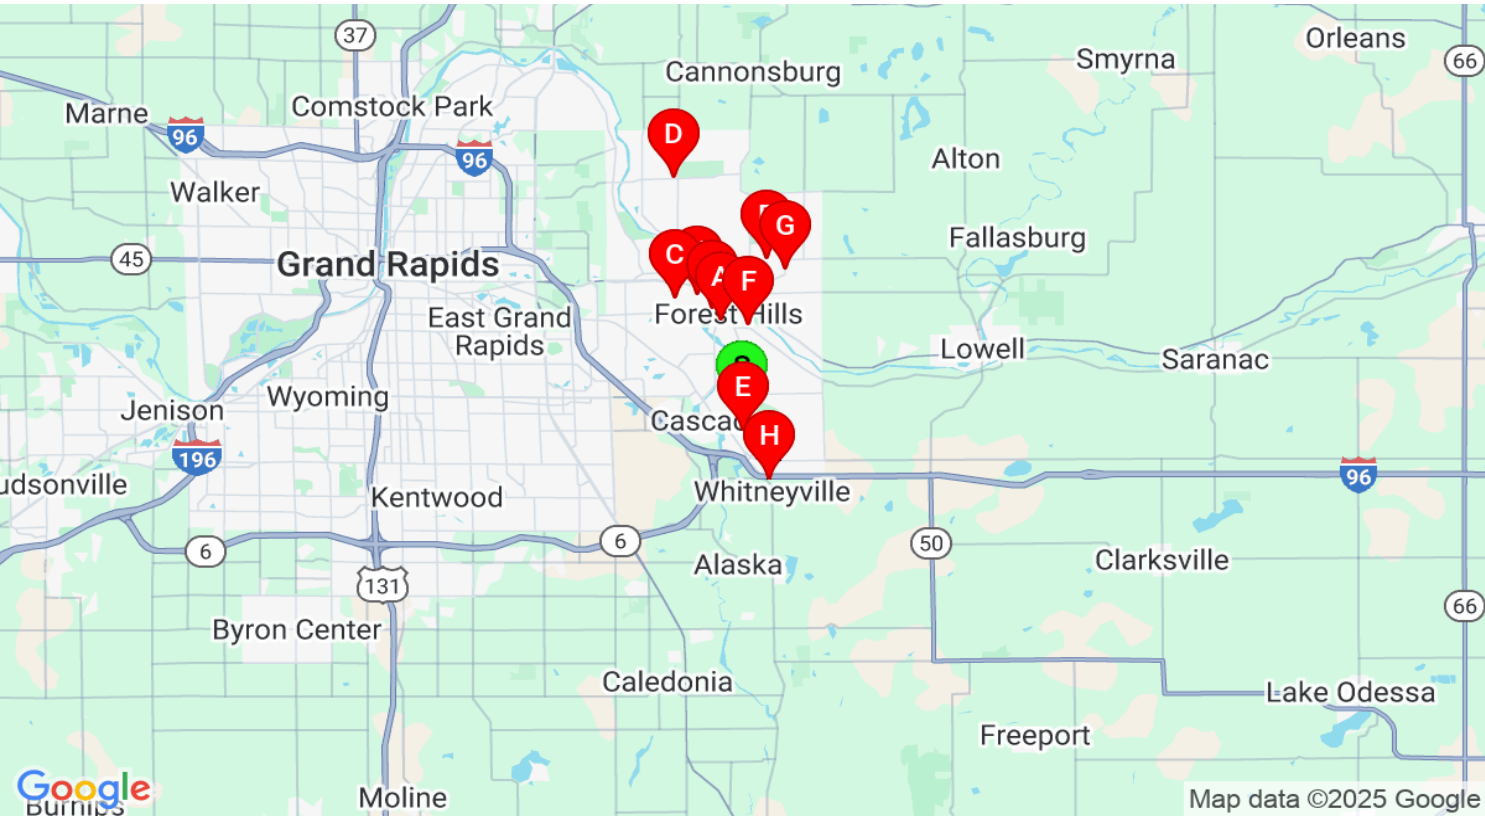 37
Orleans
Smyrna
66
Cannonsburg
Marne
Comstock Park
96
D
96
Alton
Walker
G
Fallasburg
45
Grand Rapids
C
A
F
East Grand
Rapids
Forest Hills
Lowell
Saranac
Wyoming
E
Jenison
H
196
96
udsonville
Kentwood
Whitneyville
6
6
50
Alaska
Clarksville
131
66
Byron Center
Caledonia
Lake Odessa
Freeport
Google
Moline
Map data ©2025 Google